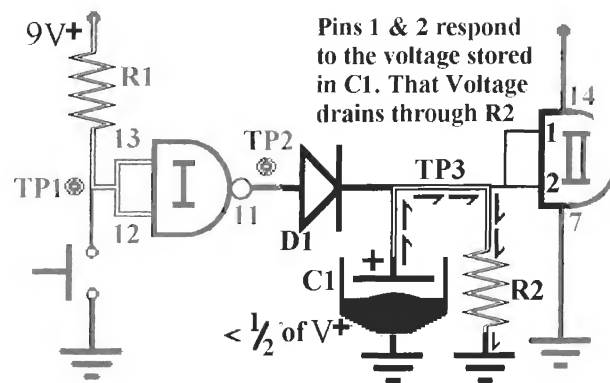 Pins 1 & 2 respond
to the voltage stored
in C1. That Voltage
drains through R2
9V+
R1
14
13
TP2
I
1
II
TP1
TP3
2
11
12
D1
7
+
C1
R2
< 1/2 of V+